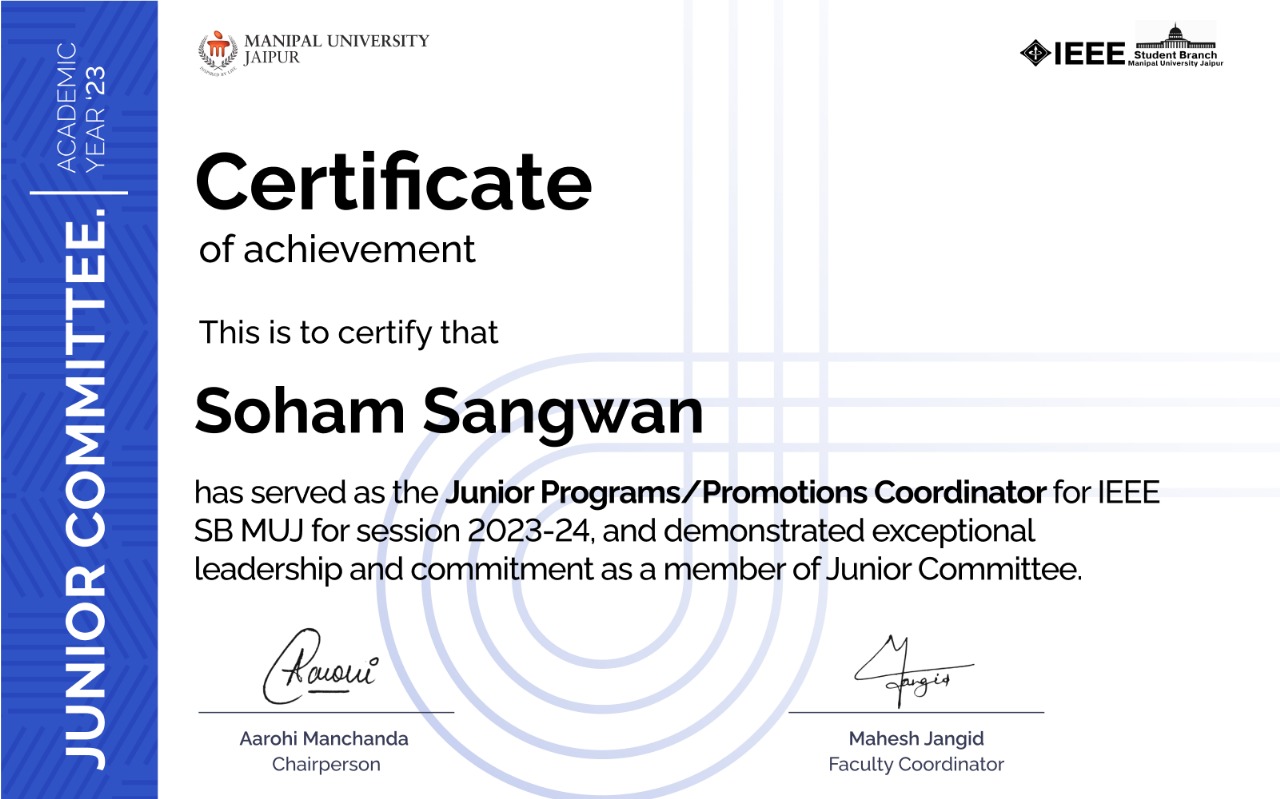 JUNIOR COMMITTEE.
ACADEMIC
YEAR '23
MANIPAL UNIVERSITY
JAIPUR
INSPIRED BY LIFE
IEEE
Student Branch
Manipal University Jaipur
Certificate
of achievement
This is to certify that
Soham Sangwan
has served as the Junior Programs/Promotions Coordinator for IEEE
SB MUJ for session 2023-24, and demonstrated exceptional
leadership and commitment as a member of Junior Committee.
Aarohi
Jangid
Aarohi Manchanda
Chairperson
Mahesh Jangid
Faculty Coordinator